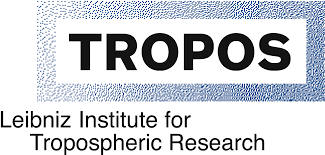 TROPOS
Leibniz Institute for
Tropospheric Research